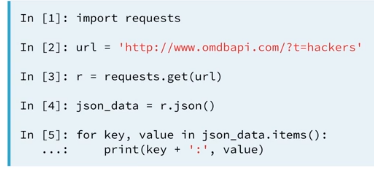 In [1]: import requests
In [2]: url = 'http://www.omdbapi.com/?t=hackers'
In [3]: r = requests.get(url)
In [4]: json_data = r.json()
In [5]: for key, value in json_data.items():
   ...:     print(key + ':', value)